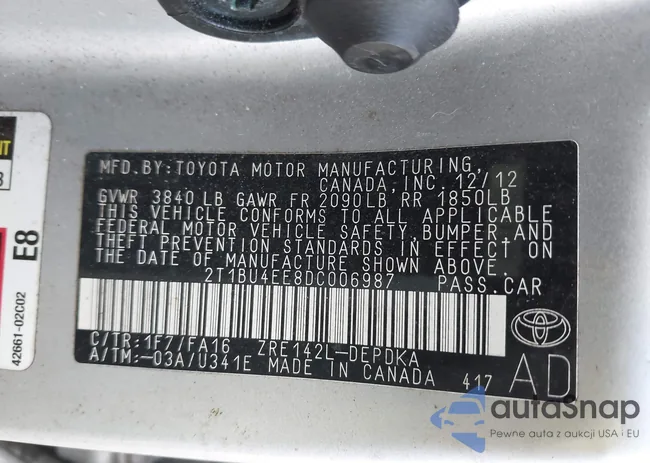 MFD. BY: TOYOTA MOTOR MANUFACTURING,
CANADA, INC. 12/12
GVWR 3840 LB GAWR FR 2090LB RR 1850LB
THIS VEHICLE CONFORMS TO ALL APPLICABLE
FEDERAL MOTOR VEHICLE SAFETY, BUMPER, AND
THEFT PREVENTION STANDARDS IN EFFECT ON
THE DATE OF MANUFACTURE SHOWN ABOVE.
2T1BU4EE8DC006987 PASS. CAR
C/TR: 1F7/FA16 ZRE142L-DEPDKA
A/TM: -03A/U341E MADE IN CANADA 417
AD
E8
42661-02C02
autosnap
Pewne auta z aukcji USA i EU